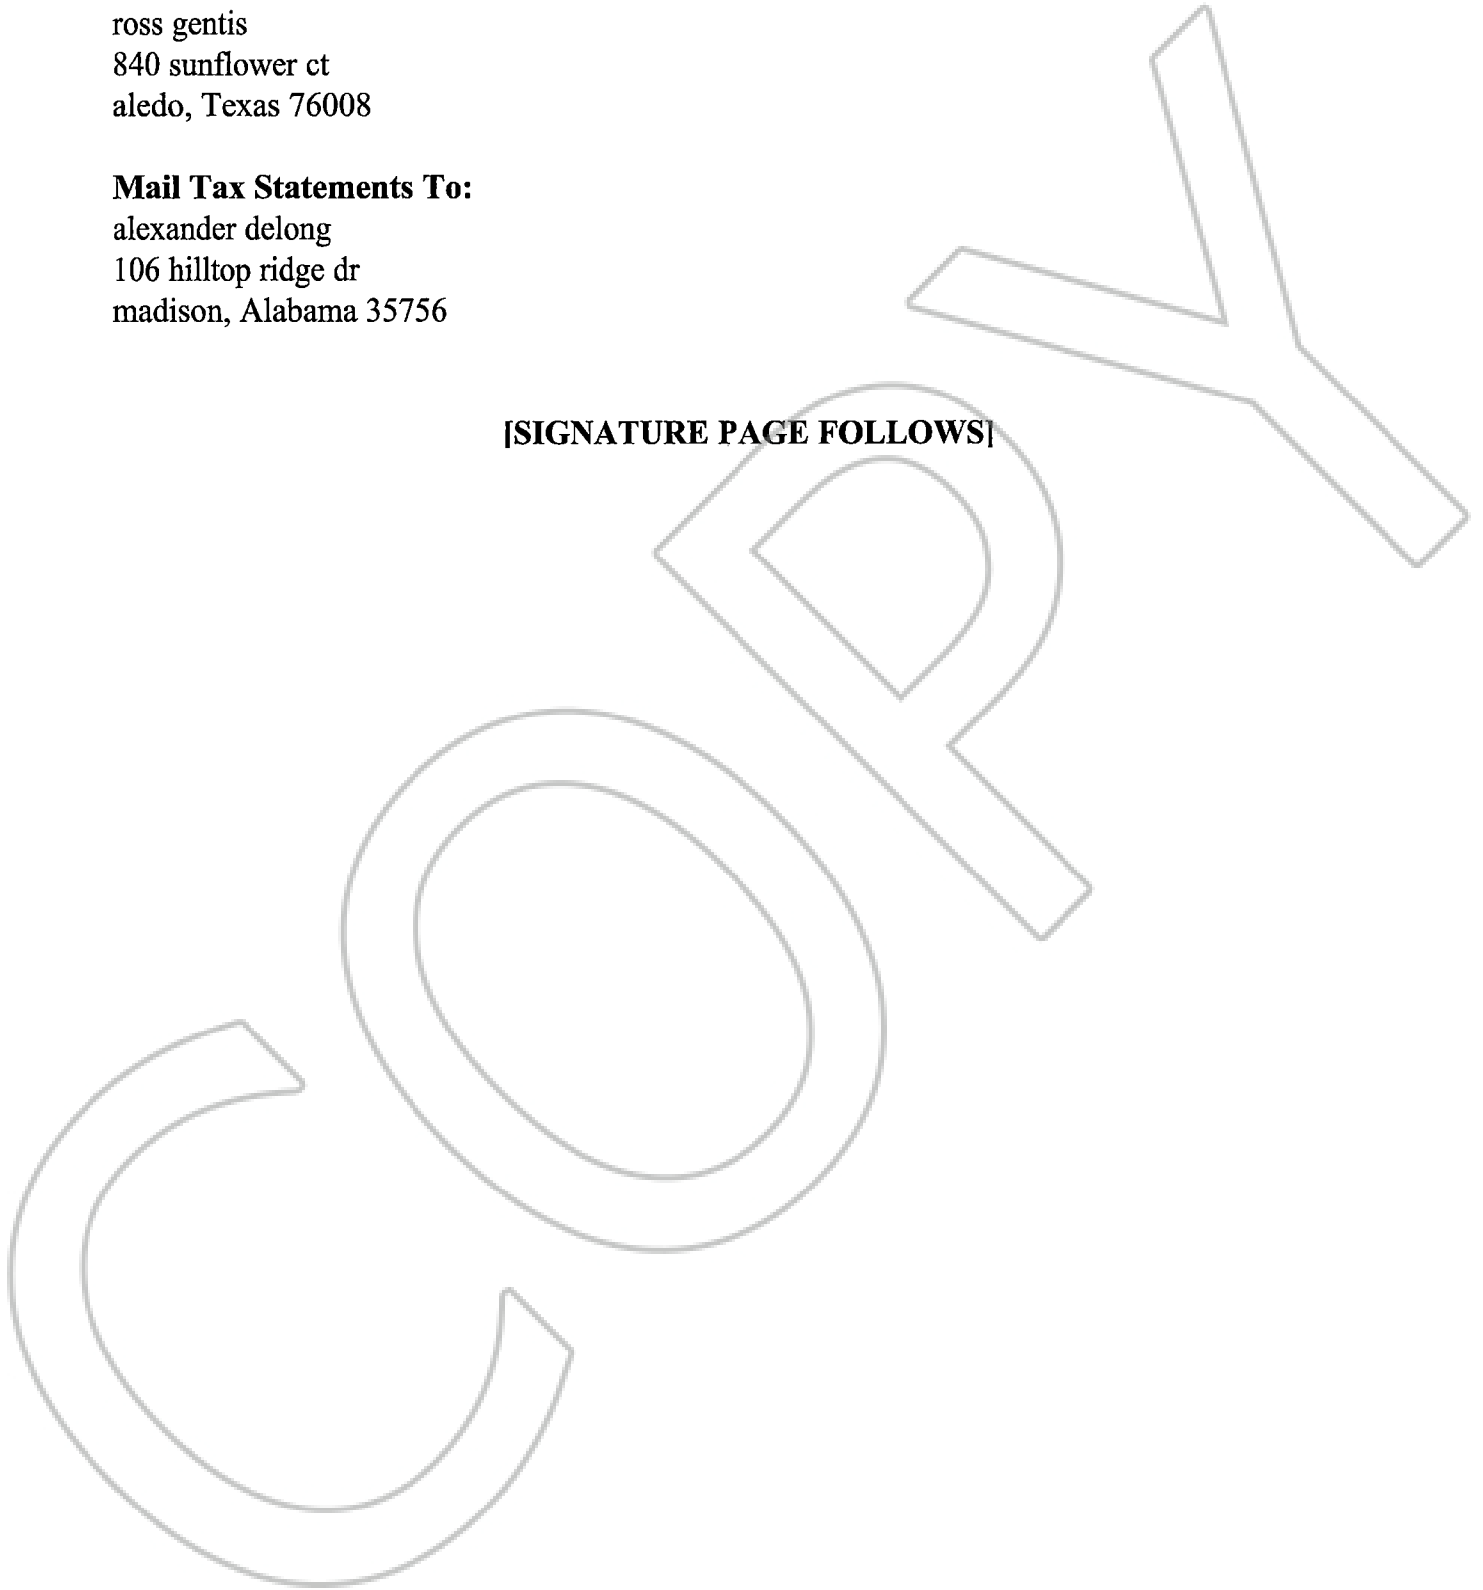 ross gentis
840 sunflower ct
aledo, Texas 76008
Mail Tax Statements To:
alexander delong
106 hilltop ridge dr
madison, Alabama 35756
[SIGNATURE PAGE FOLLOWS]
COPY